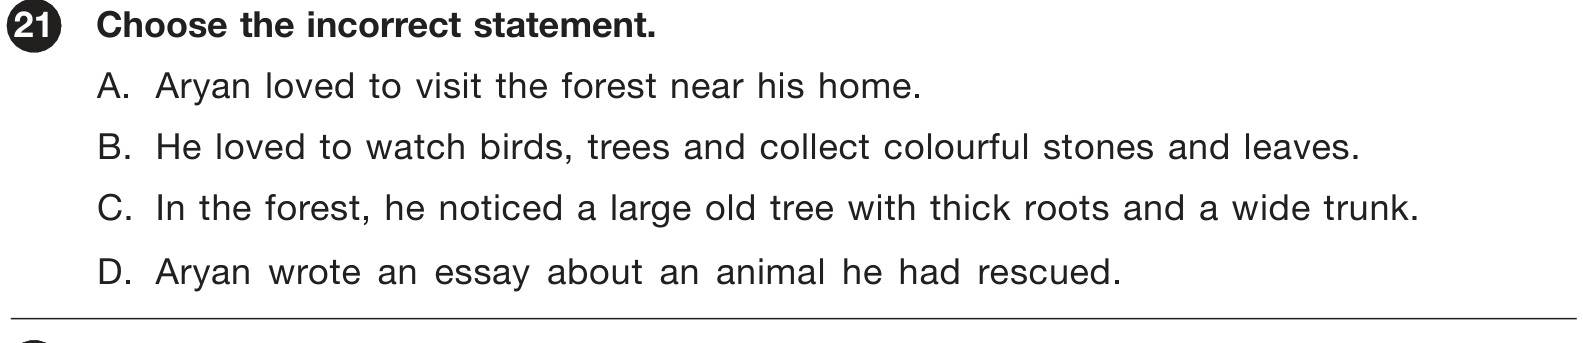 21 Choose the incorrect statement.
A. Aryan loved to visit the forest near his home.
B. He loved to watch birds, trees and collect colourful stones and leaves.
C. In the forest, he noticed a large old tree with thick roots and a wide trunk.
D. Aryan wrote an essay about an animal he had rescued.